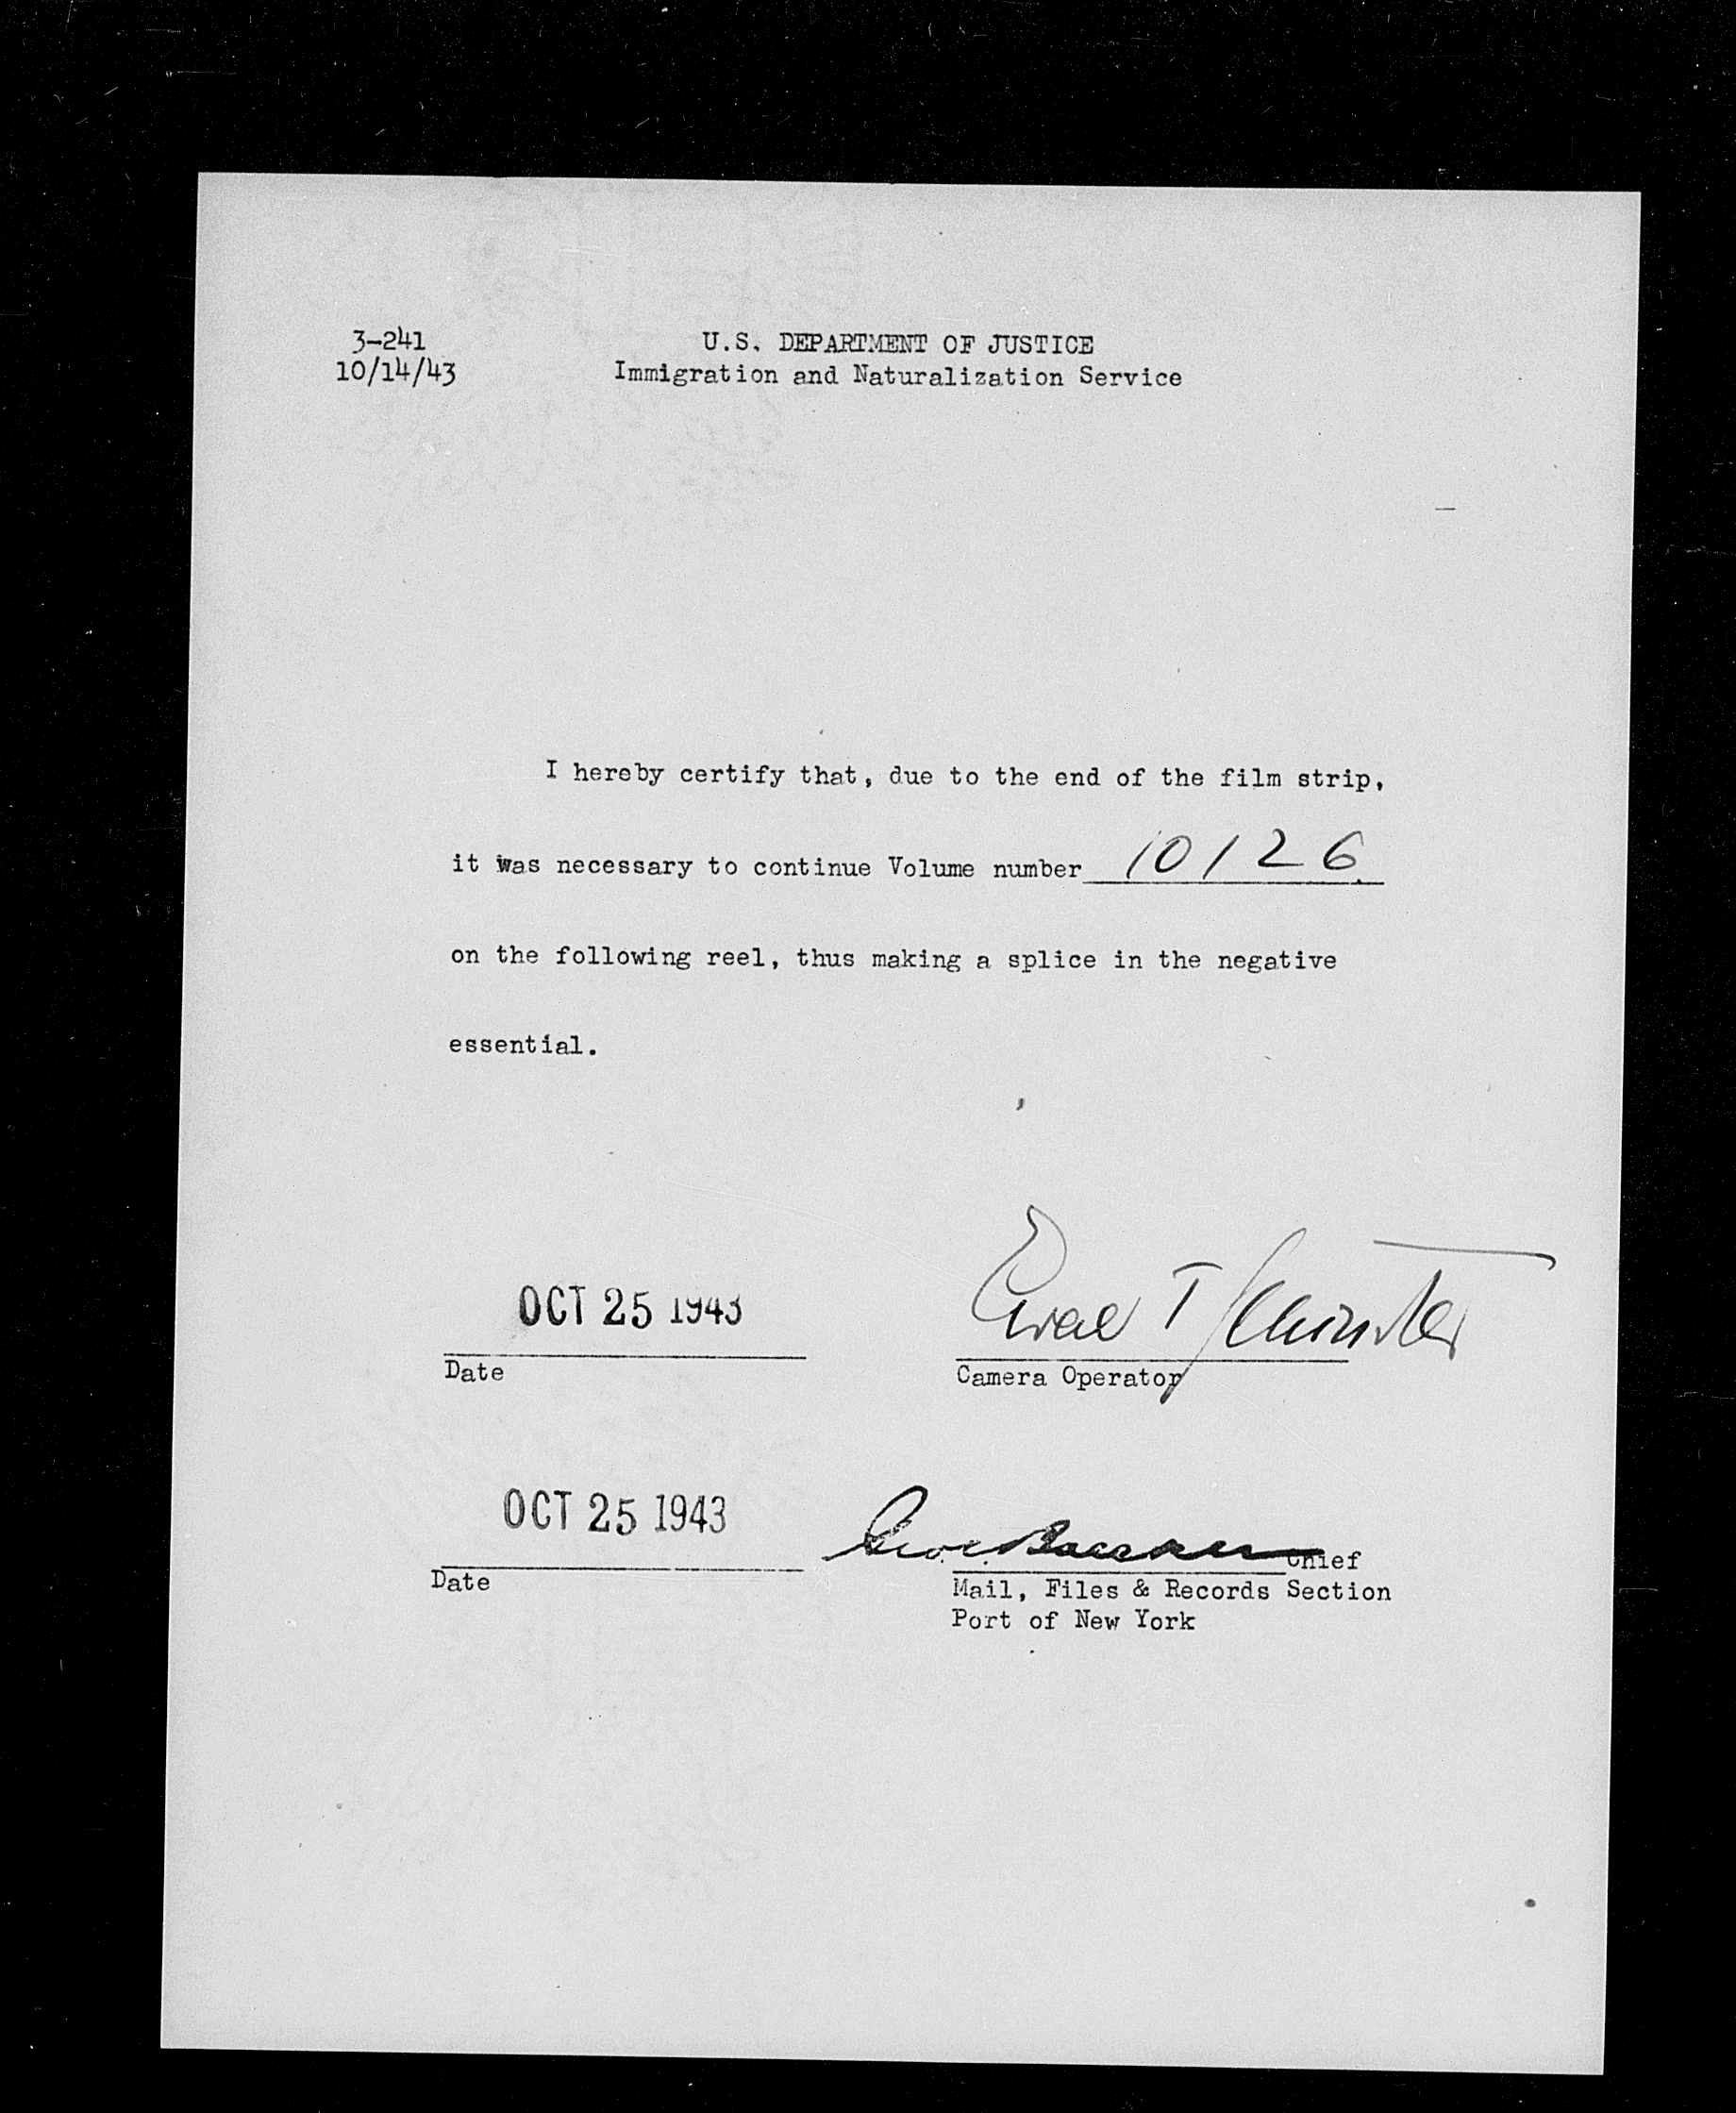 3-241
10/14/43
U.S. DEPARTMENT OF JUSTICE
Immigration and Naturalization Service
I hereby certify that, due to the end of the film strip,
it was necessary to continue Volume number 10126.
on the following reel, thus making a splice in the negative
essential.
OCT 25 1943
Date
T
Camera Operator
OCT 25 1943
Date
Chief
Mail, Files & Records Section
Port of New York